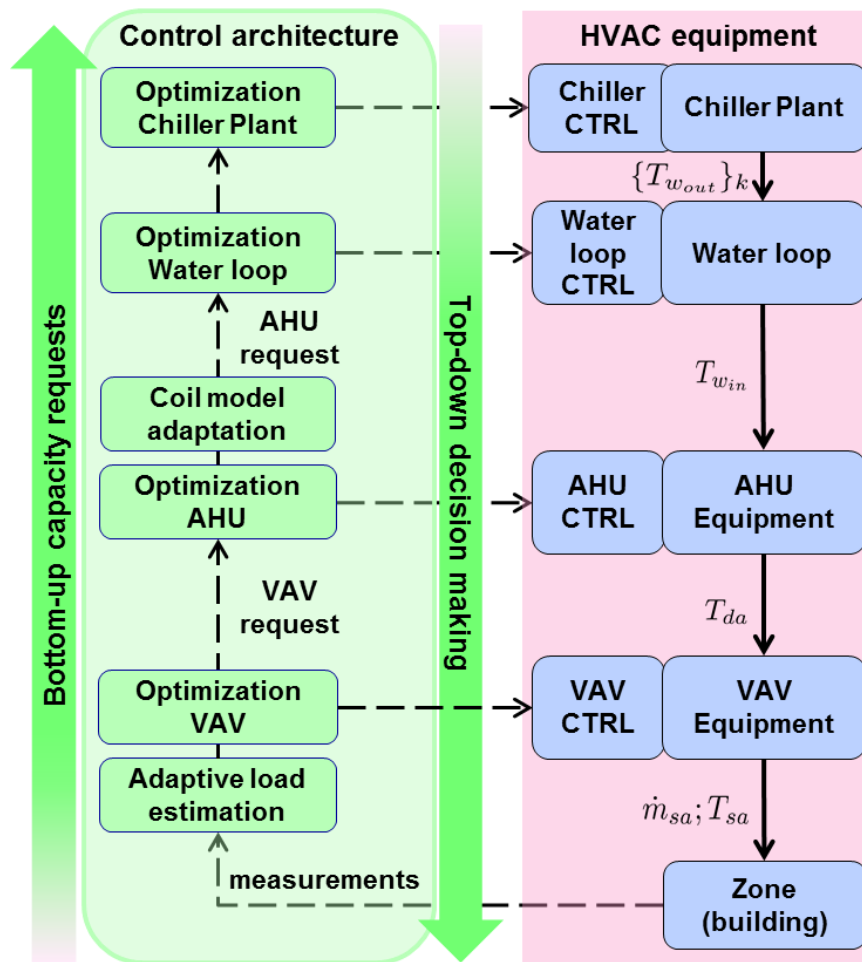 Control architecture
HVAC equipment
Optimization
Chiller Plant
Chiller
CTRL
Chiller Plant
$\{T_{w_{out}}\}_k$
Optimization
Water loop
Water
loop
CTRL
Water loop
AHU
request
$T_{w_{in}}$
Coil model
adaptation
Optimization
AHU
AHU
CTRL
AHU
Equipment
VAV
request
$T_{da}$
Optimization
VAV
VAV
CTRL
VAV
Equipment
Adaptive load
estimation
$\dot{m}_{sa}; T_{sa}$
measurements
Zone
(building)
Bottom-up capacity requests
Top-down decision making